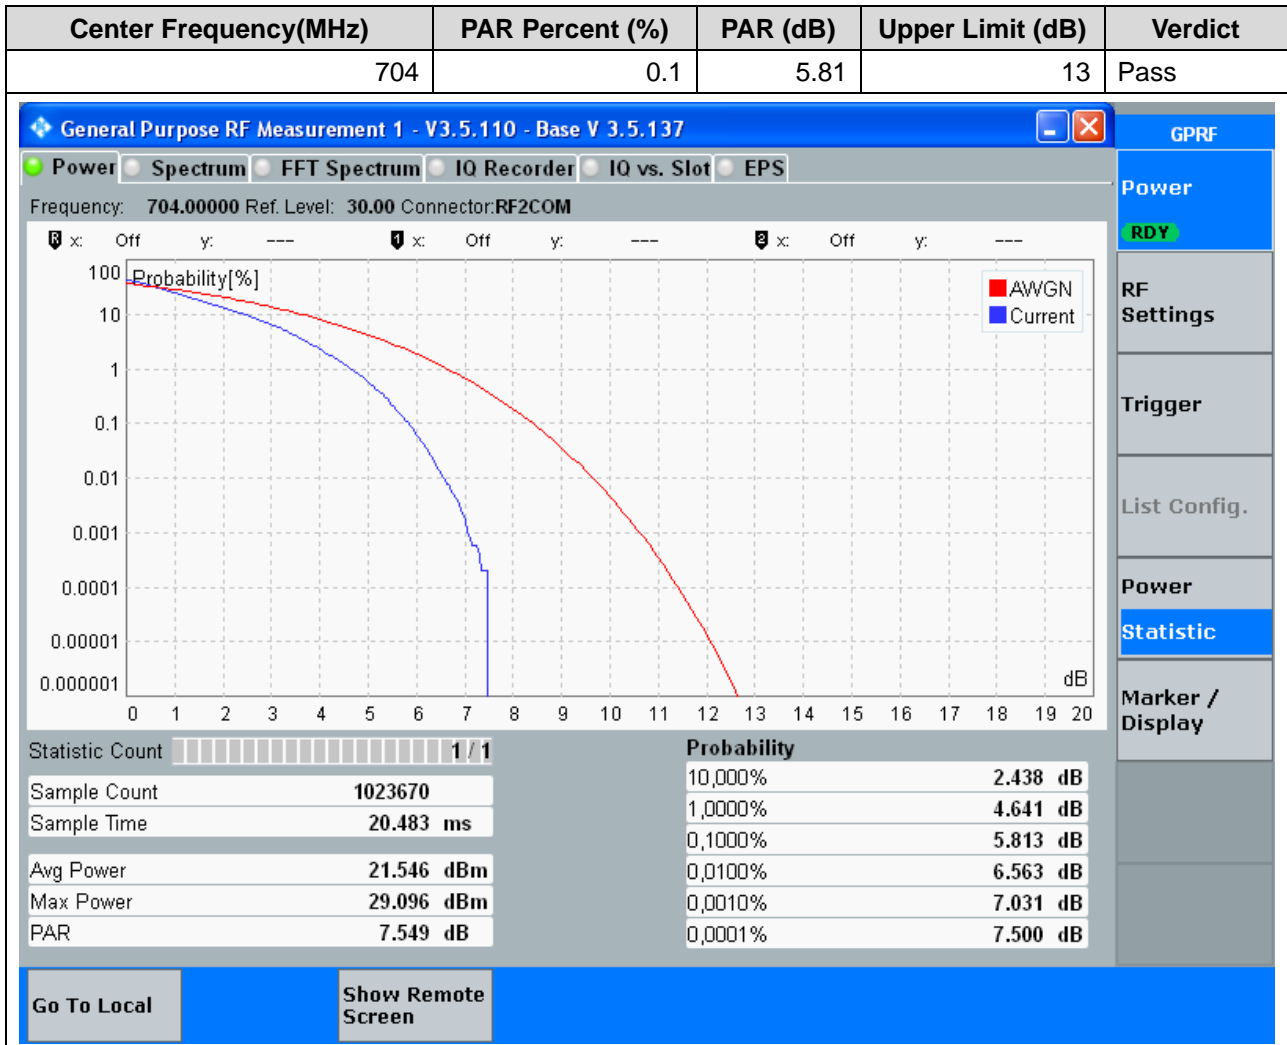 Center Frequency(MHz) PAR Percent (%) PAR (dB) Upper Limit (dB) Verdict
704 0.1 5.81 13 Pass
General Purpose RF Measurement 1 - V3.5.110 - Base V 3.5.137
GPRF
Power Spectrum FFT Spectrum IQ Recorder IQ vs. Slot EPS
Power
RDY
Frequency: 704.00000 Ref. Level: 30.00 Connector:RF2COM
R x: Off y: --- 1 x: Off y: --- 2 x: Off y: ---
Probability[%]
AWGN
Current
100
10
1
0.1
0.01
0.001
0.0001
0.00001
0.000001
dB
0 1 2 3 4 5 6 7 8 9 10 11 12 13 14 15 16 17 18 19 20
RF
Settings
Trigger
List Config.
Power
Statistic
Marker /
Display
Statistic Count 1 / 1
Sample Count 1023670
Sample Time 20.483 ms
Avg Power 21.546 dBm
Max Power 29.096 dBm
PAR 7.549 dB
Probability
10,000% 2.438 dB
1,0000% 4.641 dB
0,1000% 5.813 dB
0,0100% 6.563 dB
0,0010% 7.031 dB
0,0001% 7.500 dB
Go To Local
Show Remote
Screen